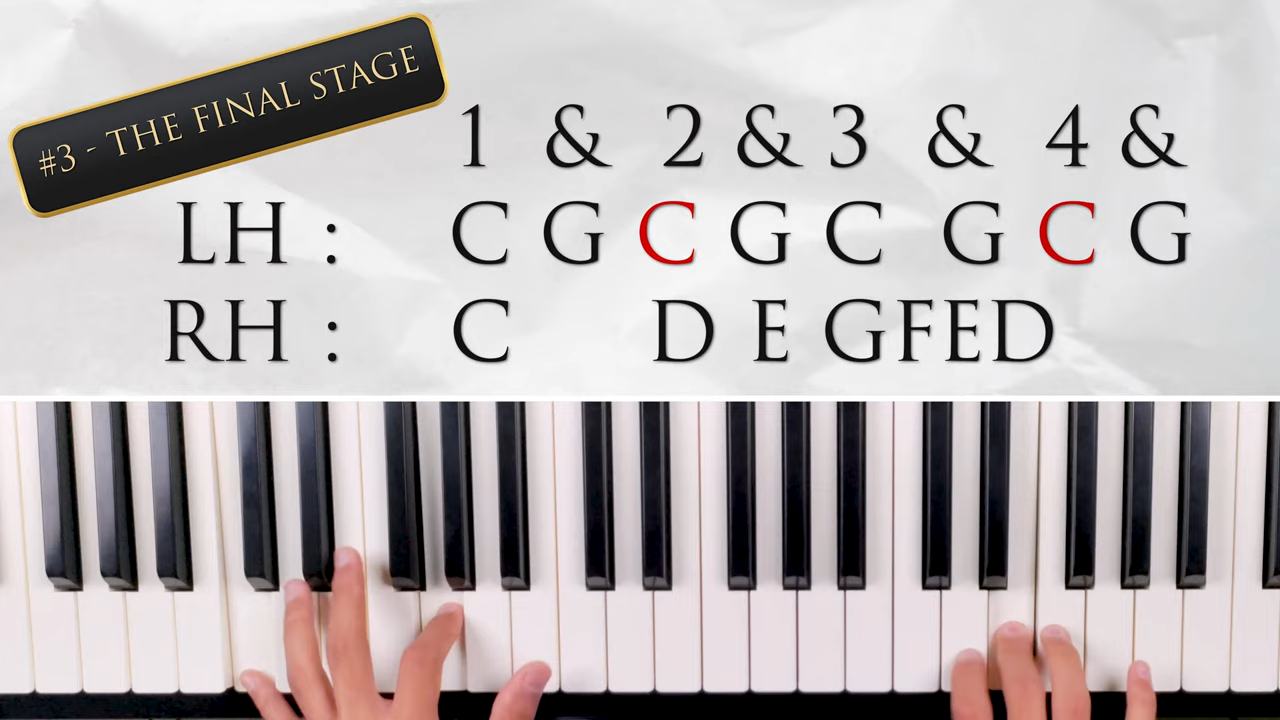 #3 - THE FINAL STAGE
1 & 2 & 3 & 4 &
LH : C G C G C G C G
RH : C D E GFED